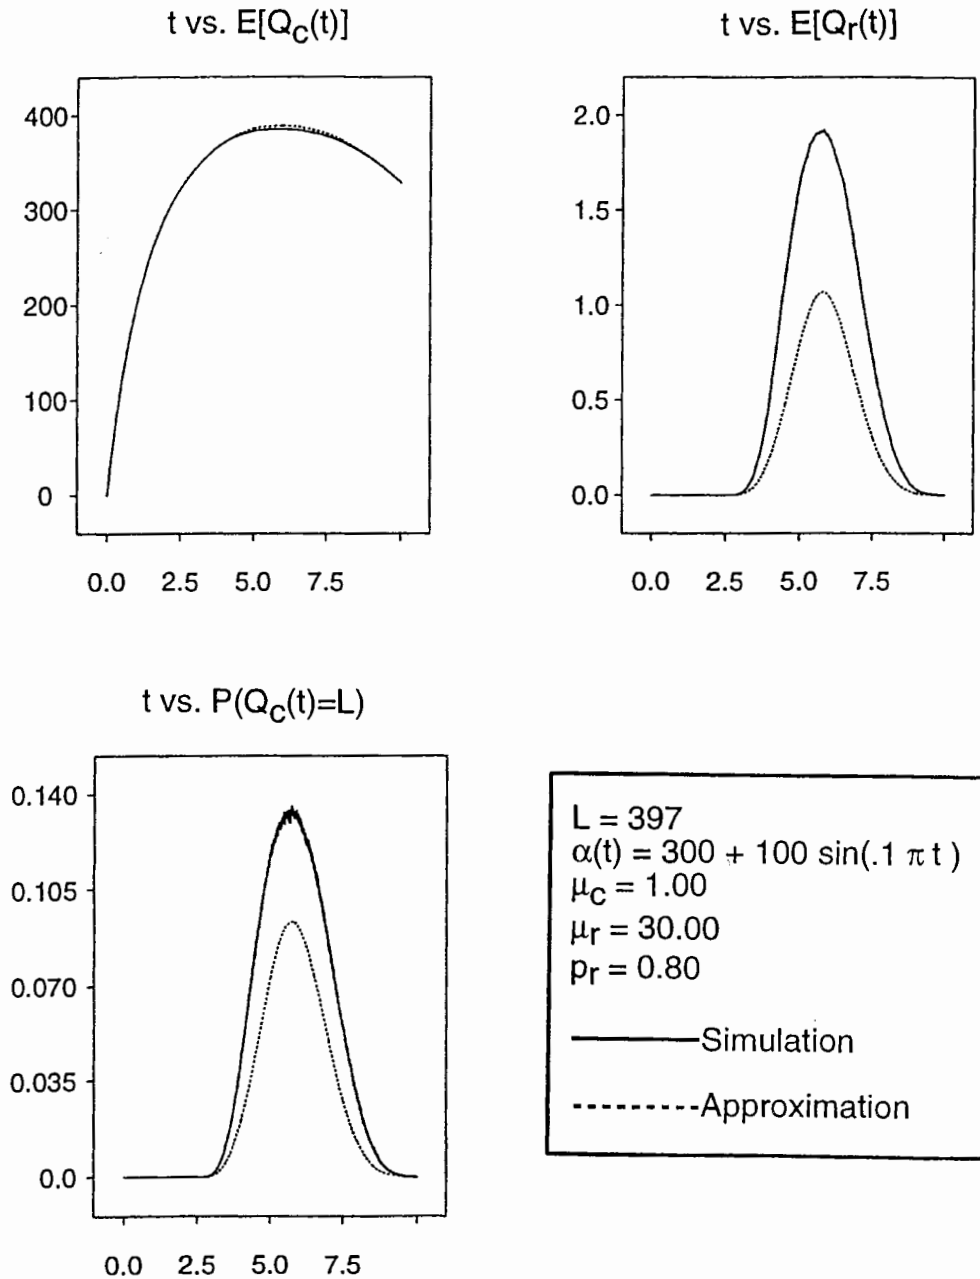 t vs. E[Qc(t)]
400
300
200
100
0
0.0 2.5 5.0 7.5
t vs. E[Qr(t)]
2.0
1.5
1.0
0.5
0.0
0.0 2.5 5.0 7.5
t vs. P(Qc(t)=L)
0.140
0.105
0.070
0.035
0.0
0.0 2.5 5.0 7.5
L = 397
α(t) = 300 + 100 sin(.1 π t )
μc = 1.00
μr = 30.00
pr = 0.80
Simulation
Approximation